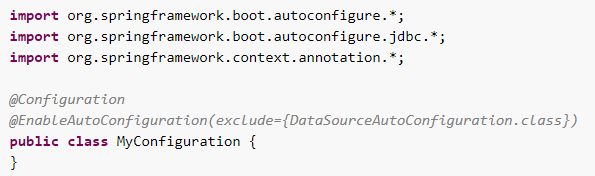 import org.springframework.boot.autoconfigure.*;
import org.springframework.boot.autoconfigure.jdbc.*;
import org.springframework.context.annotation.*;
@Configuration
@EnableAutoConfiguration(exclude={DataSourceAutoConfiguration.class})
public class MyConfiguration {
}